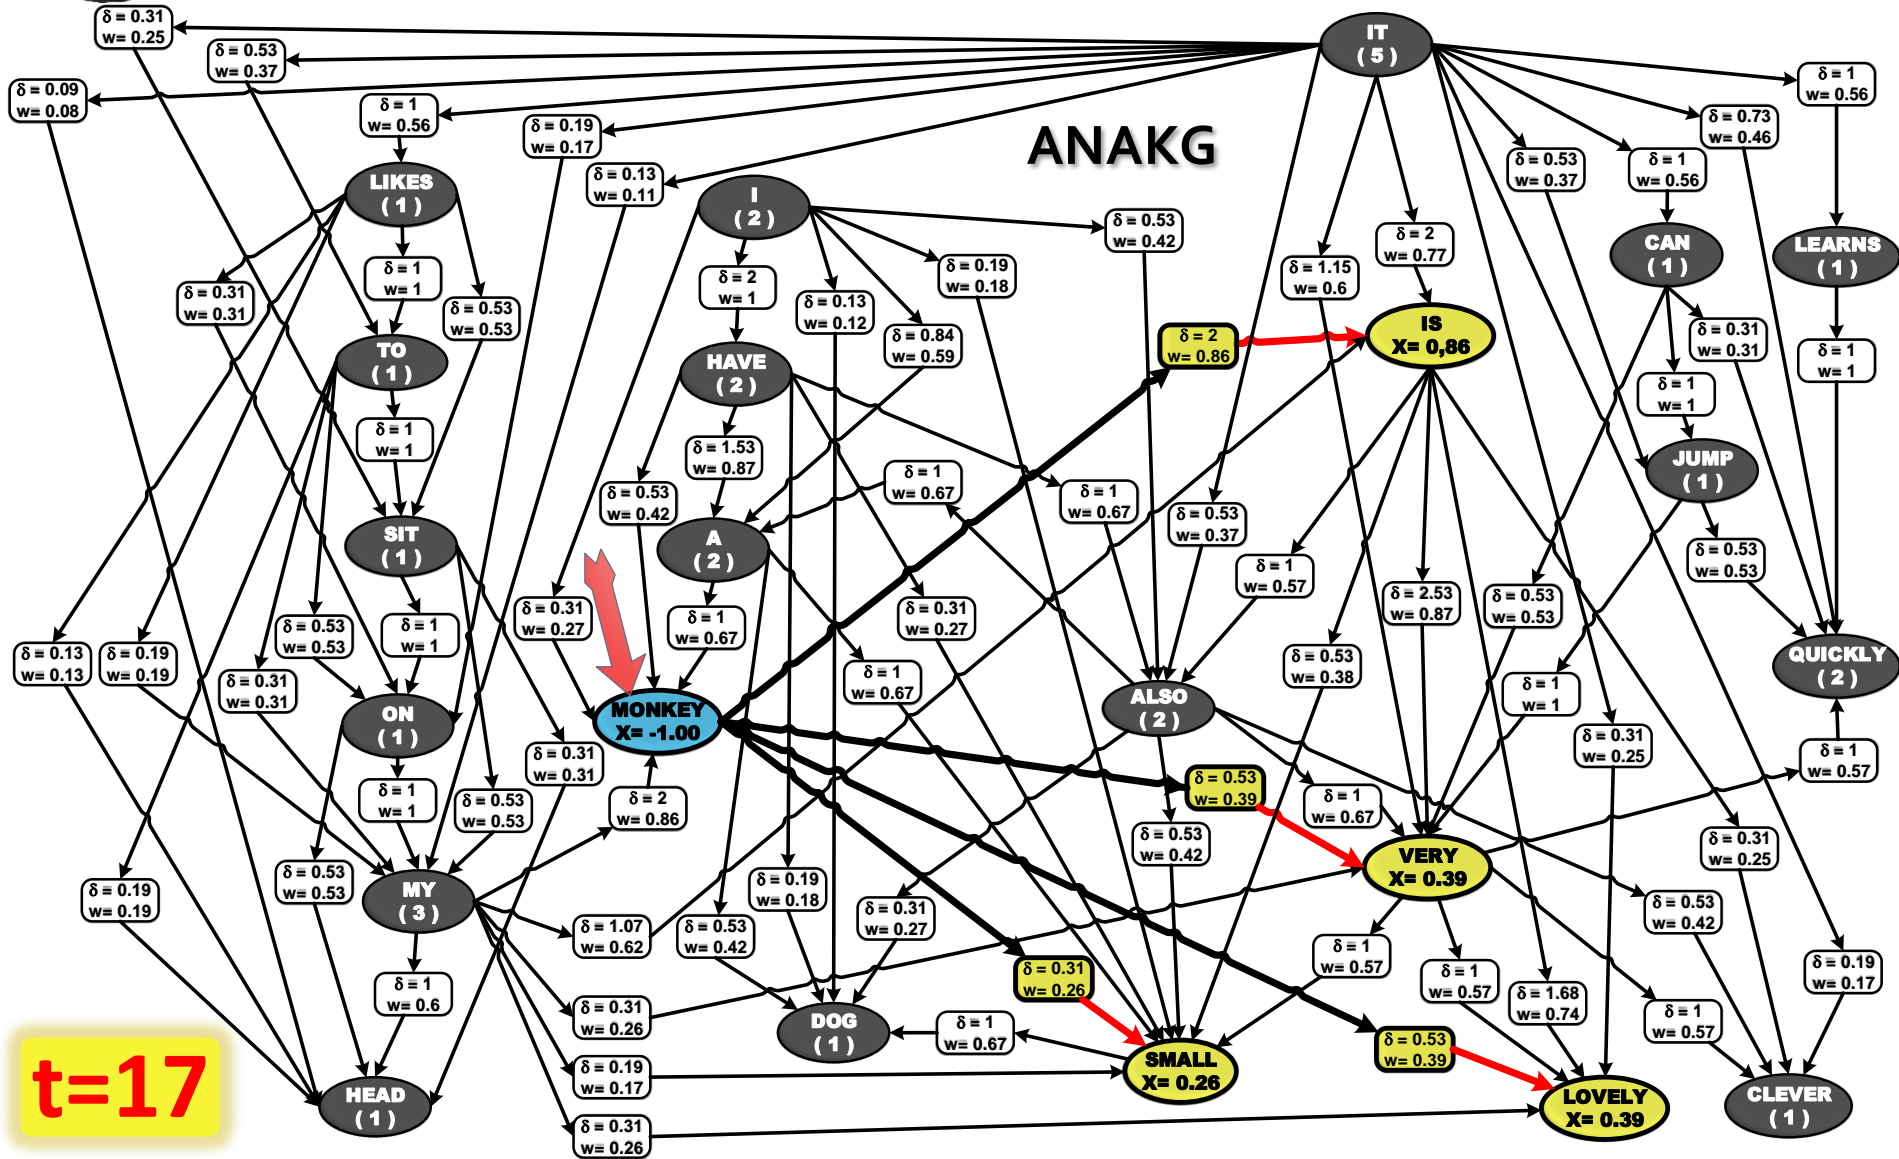 δ = 0.31
w= 0.25
IT
( 5 )
δ = 0.53
w= 0.37
δ = 0.09
w= 0.08
δ = 1
w= 0.56
δ = 1
w= 0.56
δ = 0.19
w= 0.17
δ = 0.73
w= 0.46
ANAKG
δ = 0.53
w= 0.37
δ = 1
w= 0.56
δ = 0.13
w= 0.11
LIKES
( 1 )
I
( 2 )
δ = 0.53
w= 0.42
δ = 2
w= 0.77
CAN
( 1 )
LEARNS
( 1 )
δ = 1
w= 1
δ = 2
w= 1
δ = 0.19
w= 0.18
δ = 1.15
w= 0.6
δ = 0.31
w= 0.31
δ = 0.53
w= 0.53
δ = 0.13
w= 0.12
δ = 0.84
w= 0.59
δ = 2
w= 0.86
IS
X= 0,86
δ = 0.31
w= 0.31
δ = 1
w= 1
TO
( 1 )
HAVE
( 2 )
δ = 1
w= 1
δ = 1
w= 1
δ = 1.53
w= 0.87
δ = 1
w= 0.67
JUMP
( 1 )
δ = 0.53
w= 0.42
δ = 1
w= 0.67
δ = 0.53
w= 0.37
SIT
( 1 )
A
( 2 )
δ = 0.53
w= 0.53
δ = 1
w= 0.57
δ = 2.53
w= 0.87
δ = 0.53
w= 0.53
δ = 0.31
w= 0.27
δ = 1
w= 0.67
δ = 0.31
w= 0.27
δ = 0.53
w= 0.53
δ = 1
w= 1
δ = 0.13
w= 0.13
δ = 0.19
w= 0.19
δ = 0.31
w= 0.31
δ = 1
w= 0.67
δ = 0.53
w= 0.38
δ = 1
w= 1
QUICKLY
( 2 )
ON
( 1 )
MONKEY
X= -1.00
ALSO
( 2 )
δ = 0.31
w= 0.31
δ = 0.31
w= 0.25
δ = 1
w= 0.57
δ = 1
w= 1
δ = 0.53
w= 0.53
δ = 2
w= 0.86
δ = 0.53
w= 0.39
δ = 1
w= 0.67
δ = 0.53
w= 0.42
δ = 0.31
w= 0.25
VERY
X= 0.39
δ = 0.19
w= 0.19
δ = 0.53
w= 0.53
MY
( 3 )
δ = 0.19
w= 0.18
δ = 0.31
w= 0.27
δ = 0.53
w= 0.42
δ = 1.07
w= 0.62
δ = 0.53
w= 0.42
δ = 1
w= 0.57
δ = 1
w= 0.6
δ = 0.31
w= 0.26
δ = 1
w= 0.57
δ = 1.68
w= 0.74
δ = 0.19
w= 0.17
δ = 0.31
w= 0.26
DOG
( 1 )
δ = 1
w= 0.67
δ = 0.53
w= 0.39
δ = 1
w= 0.57
t=17
δ = 0.19
w= 0.17
SMALL
X= 0.26
HEAD
( 1 )
LOVELY
X= 0.39
CLEVER
( 1 )
δ = 0.31
w= 0.26